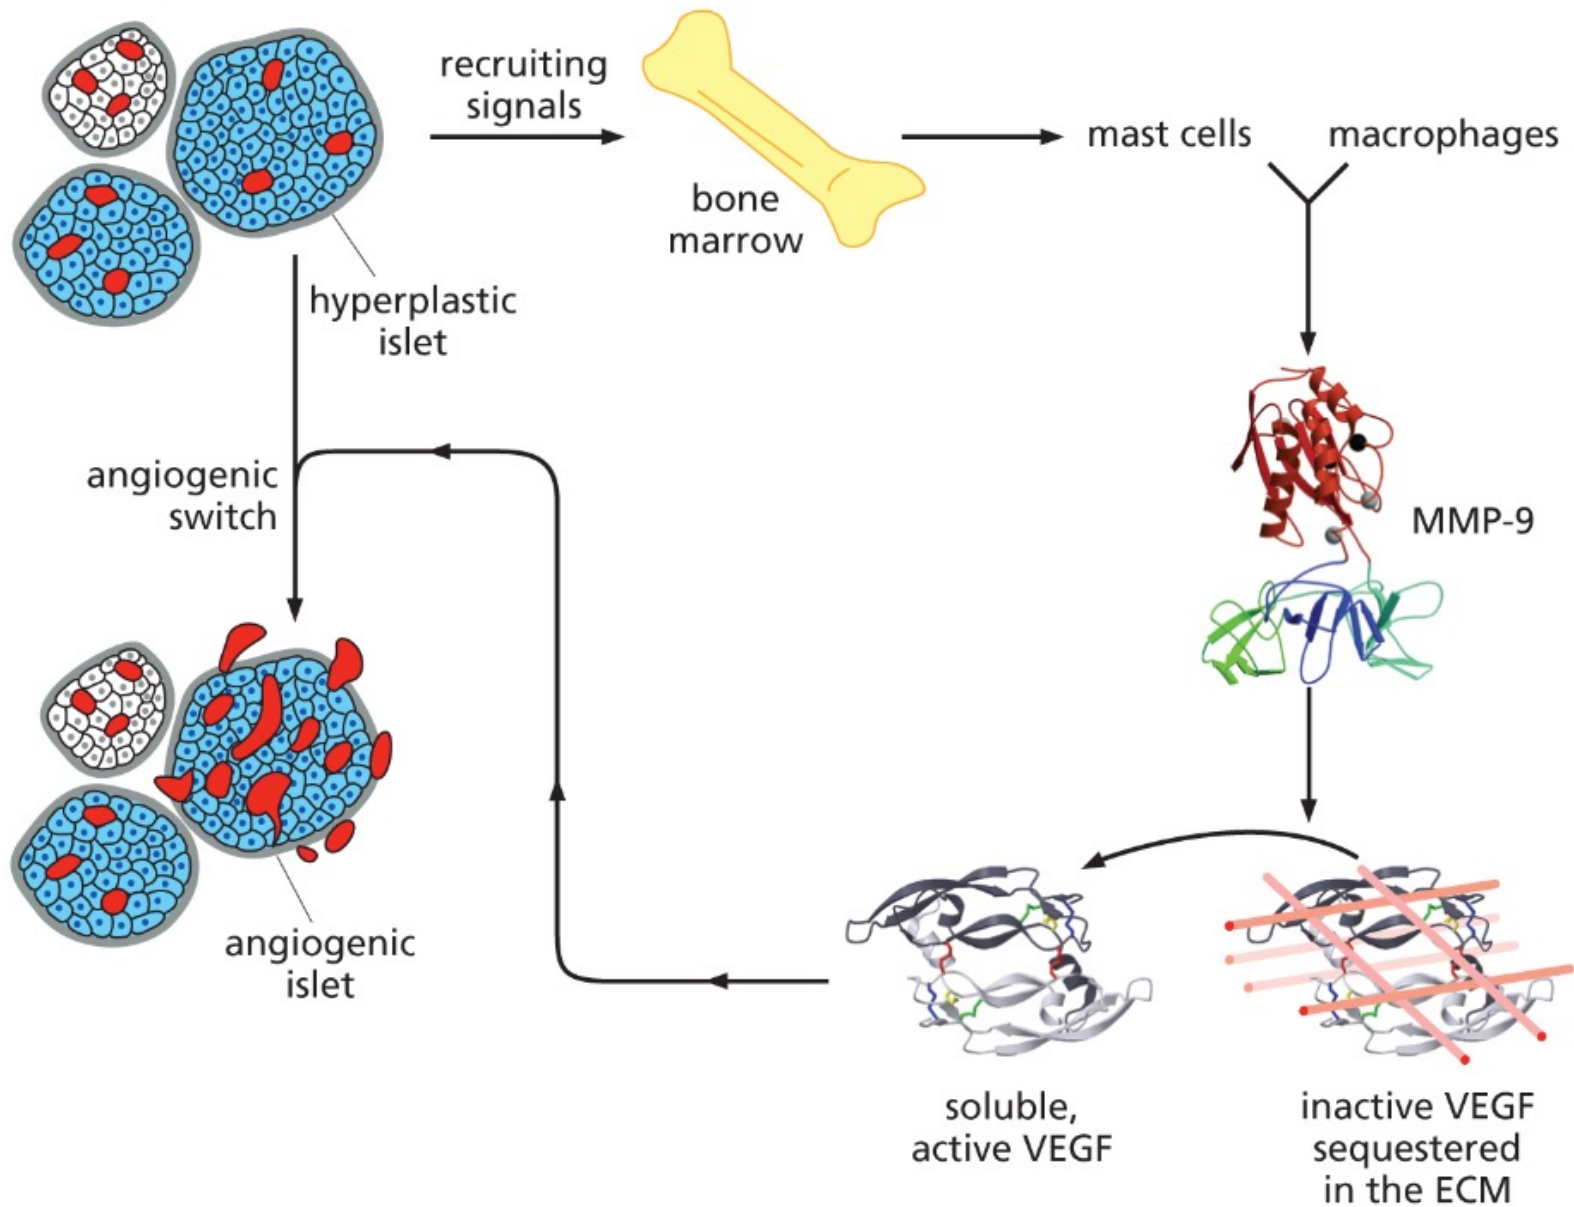 recruiting
signals
bone
marrow
mast cells
macrophages
hyperplastic
islet
angiogenic
switch
MMP-9
angiogenic
islet
soluble,
active VEGF
inactive VEGF
sequestered
in the ECM